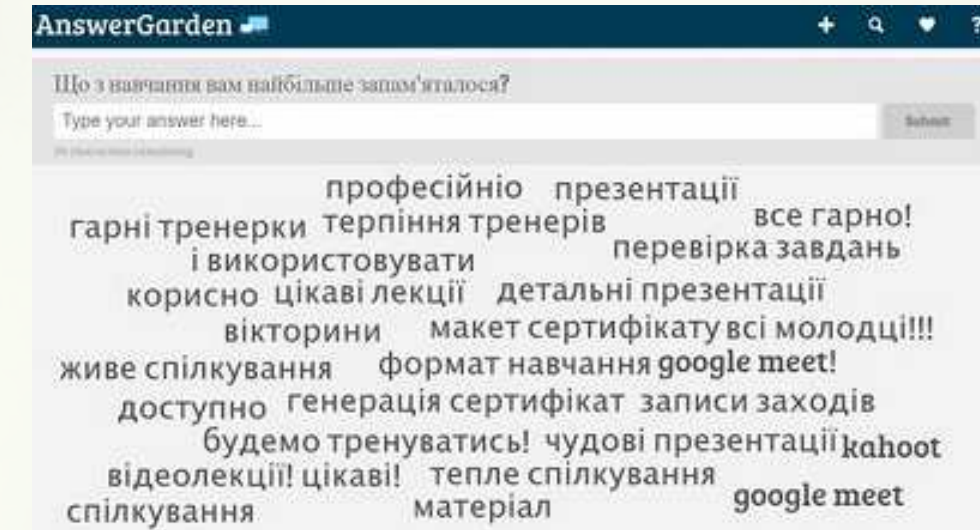 AnswerGarden
Що з навчання вам найбільше запам'яталося?
Type your answer here...
Submit
професійніо презентації
гарні тренерки терпіння тренерів все гарно!
і використовувати перевірка завдань
корисно цікаві лекції детальні презентації
вікторини макет сертифікату всі молодці!!!
живе спілкування формат навчання google meet!
доступно генерація сертифікат записи заходів
будемо тренуватись! чудові презентації kahoot
відеолекції! цікаві! тепле спілкування
спілкування матеріал google meet